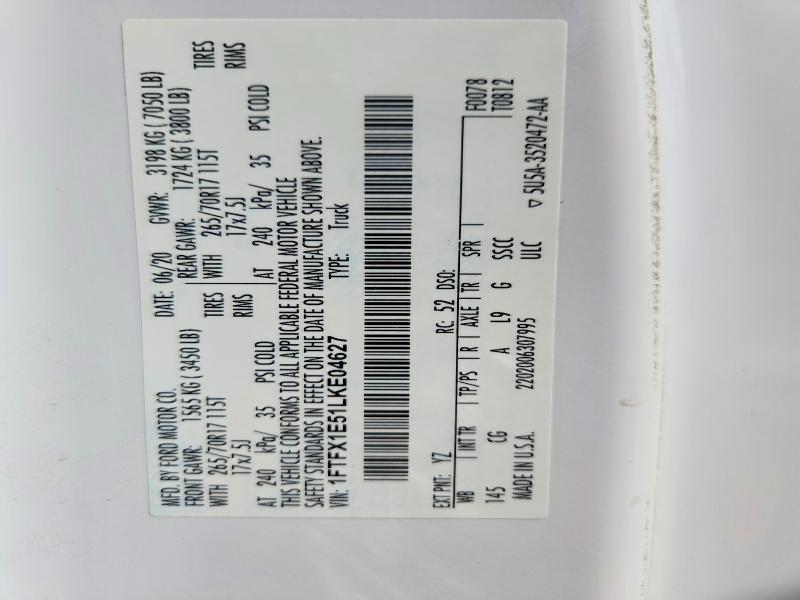 MFD. BY FORD MOTOR CO. DATE: 06/20 GVWR: 3198 KG ( 7050 LB)
FRONT GAWR: 1565 KG ( 3450 LB) REAR GAWR: 1724 KG ( 3800 LB)
WITH 265/70R17 115T TIRES WITH 265/70R17 115T TIRES
17x7.5J RIMS 17x7.5J RIMS
AT 240 kPa/ 35 PSI COLD AT 240 kPa/ 35 PSI COLD
THIS VEHICLE CONFORMS TO ALL APPLICABLE FEDERAL MOTOR VEHICLE
SAFETY STANDARDS IN EFFECT ON THE DATE OF MANUFACTURE SHOWN ABOVE.
VIN: 1FTFX1E51LKE04627 TYPE: Truck
EXT PNT: YZ RC: 52 DSO: F0078
WB INT TR TP/PS R AXLE TR SPR T0812
145 CG A L9 G SSCC
MADE IN U.S.A. 2202006307995 ULC ▽ 5U5A-3520472-AA